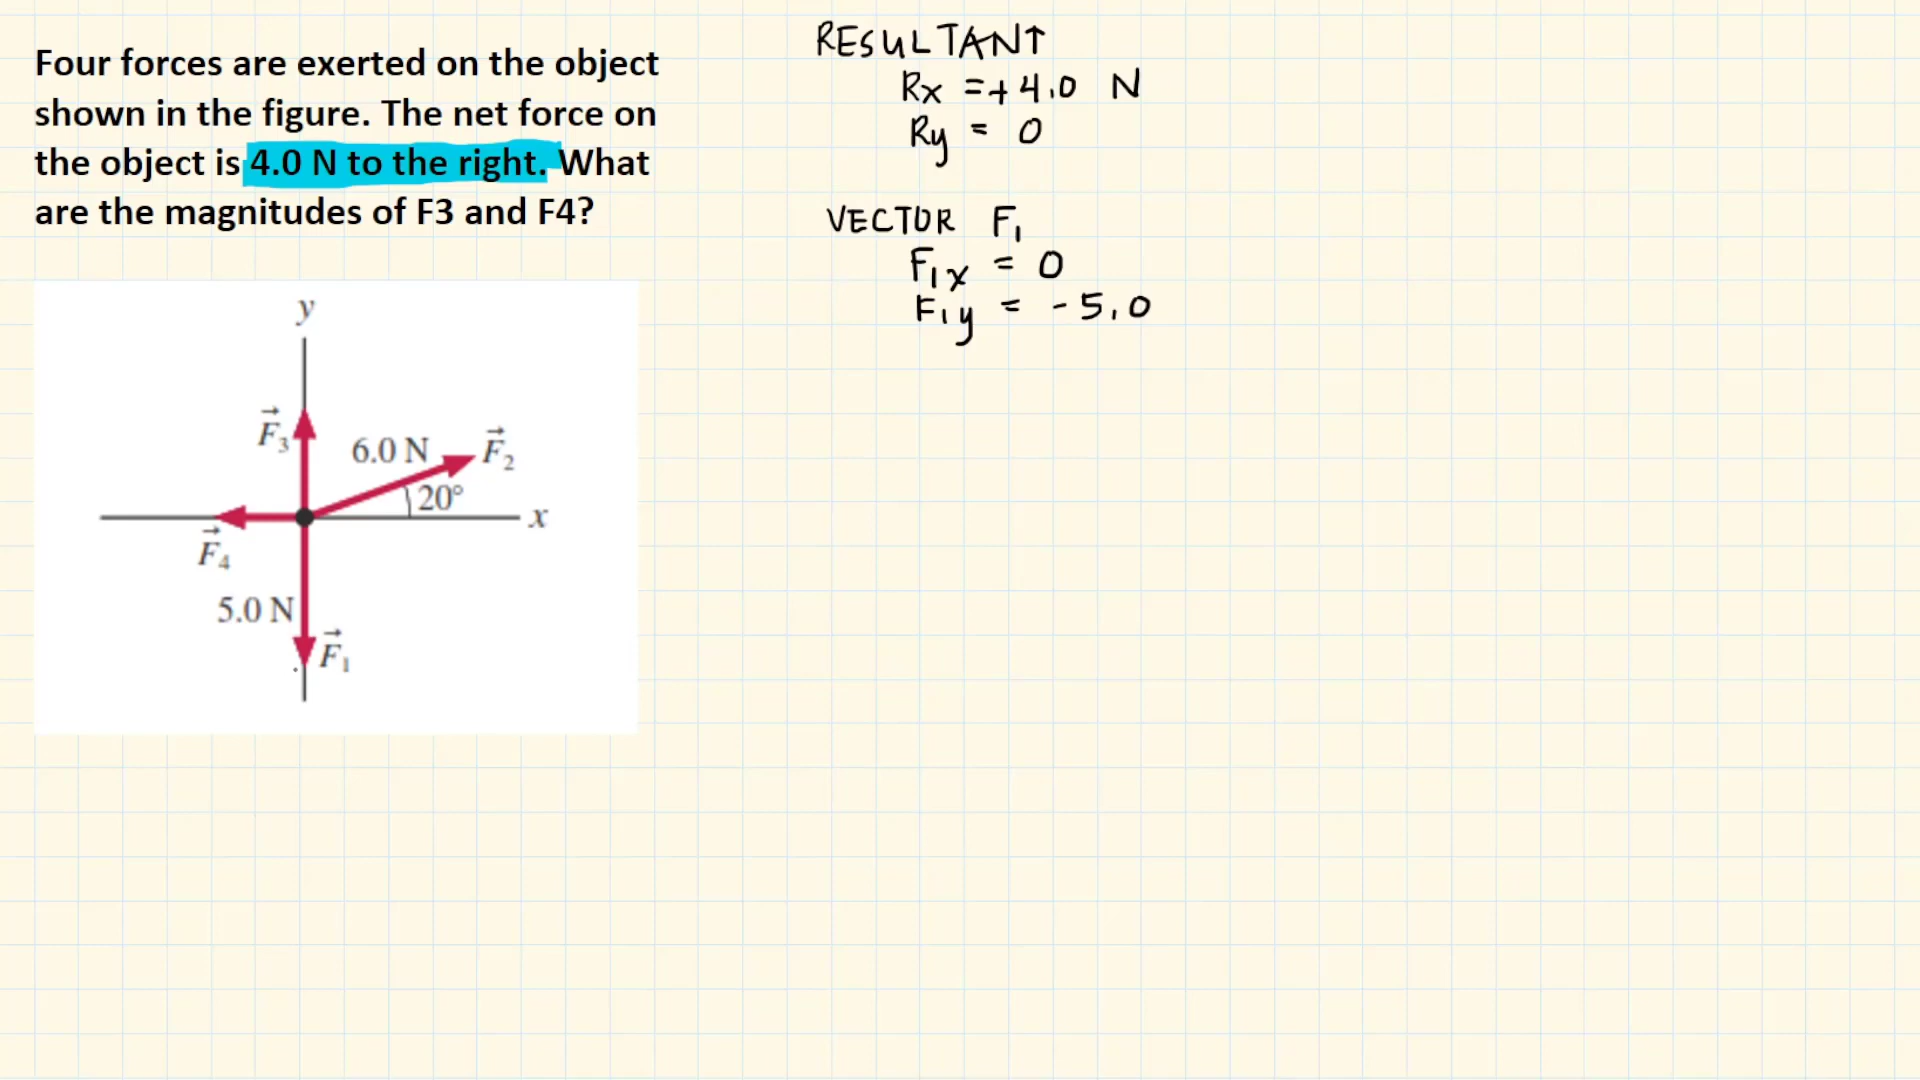 Four forces are exerted on the object
shown in the figure. The net force on
the object is 4.0 N to the right. What
are the magnitudes of F3 and F4?
RESULTANT
Rx = +4.0 N
Ry = 0
VECTOR F1
F1x = 0
F1y = -5.0
y
F3
6.0 N
F2
20°
x
F4
5.0 N
F1